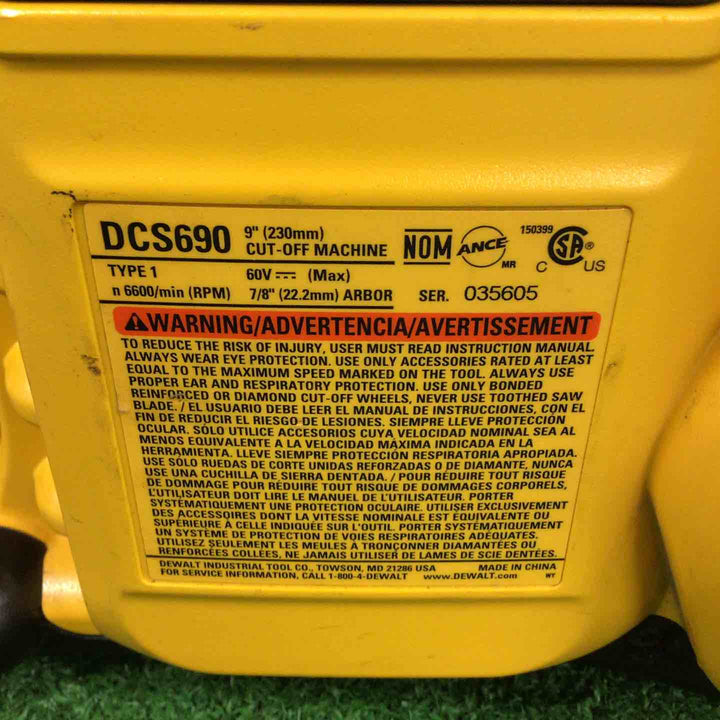 DCS690 9" (230mm) CUT-OFF MACHINE
NOM ANCE MR
150399 C SA ® US
TYPE 1 60V ⎓ (Max)
n 6600/min (RPM) 7/8" (22.2mm) ARBOR SER. 035605
WARNING/ADVERTENCIA/AVERTISSEMENT
TO REDUCE THE RISK OF INJURY, USER MUST READ INSTRUCTION MANUAL.
ALWAYS WEAR EYE PROTECTION. USE ONLY ACCESSORIES RATED AT LEAST
EQUAL TO THE MAXIMUM SPEED MARKED ON THE TOOL. ALWAYS USE
PROPER EAR AND RESPIRATORY PROTECTION. USE ONLY BONDED
REINFORCED OR DIAMOND CUT-OFF WHEELS, NEVER USE TOOTHED SAW
BLADE. / EL USUARIO DEBE LEER EL MANUAL DE INSTRUCCIONES, CON EL
FIN DE REDUCIR EL RIESGO DE LESIONES. SIEMPRE LLEVE PROTECCIÓN
OCULAR. SÓLO UTILICE ACCESORIOS CUYA VELOCIDAD NOMINAL SEA AL
MENOS EQUIVALENTE A LA VELOCIDAD MÁXIMA INDICADA EN LA
HERRAMIENTA. LLEVE SIEMPRE PROTECCIÓN RESPIRATORIA APROPIADA.
USE SÓLO RUEDAS DE CORTE UNIDAS REFORZADAS O DE DIAMANTE, NUNCA
USE UNA CUCHILLA DE SIERRA DENTADA. / POUR RÉDUIRE TOUT RISQUE
DE DOMMAGE POUR RÉDUIRE TOUT RISQUE DE DOMMAGES CORPORELS,
L'UTILISATEUR DOIT LIRE LE MANUEL DE L'UTILISATEUR. PORTER
SYSTÉMATIQUEMENT UNE PROTECTION OCULAIRE. UTILISER EXCLUSIVEMENT
DES ACCESSOIRES DONT LA VITESSE NOMINALE EST ÉQUIVALENTE OU
SUPÉRIEURE À CELLE INDIQUÉE SUR L'OUTIL. PORTER SYSTÉMATIQUEMENT
UN SYSTÈME DE PROTECTION DE VOIES RESPIRATOIRES ADÉQUATES.
UTILISEZ SEULEMENT LES MEULES À TRONÇONNER DIAMANTÉES OU
RENFORCÉES COLLÉES, NE JAMAIS UTILISER DE LAMES DE SCIE DENTÉES.
DEWALT INDUSTRIAL TOOL CO., TOWSON, MD 21286 USA MADE IN CHINA
FOR SERVICE INFORMATION, CALL 1-800-4-DEWALT www.DEWALT.com WY